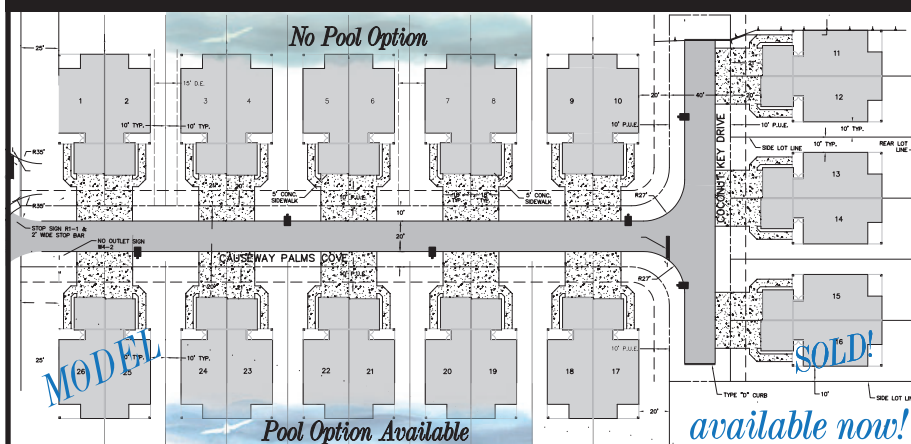 No Pool Option
25'
15' D.E.
1 2 3 4 5 6 7 8 9 10
10' TYP. 10' TYP.
10' P.U.E.
20' 40' 20'
11
12
10' P.U.E.
10' TYP.
10' TYP.
SIDE LOT LINE
REAR LOT
LINE
COCONUT KEY DRIVE
13
14
R35'
R35'
5' CONC.
SIDEWALK
10' P.U.E.
5' CONC.
SIDEWALK
R27'
10'
STOP SIGN R1-1 &
2" WIDE STOP BAR
NO OUTLET SIGN
W4-2
20'
CAUSEWAY PALMS COVE
10' P.U.E.
R27'
15
16
SOLD!
25'
MODEL
10' TYP.
10' P.U.E.
26 25 24 23 22 21 20 19 18 17
TYPE "D" CURB
10'
SIDE LOT LI
20'
Pool Option Available
available now!